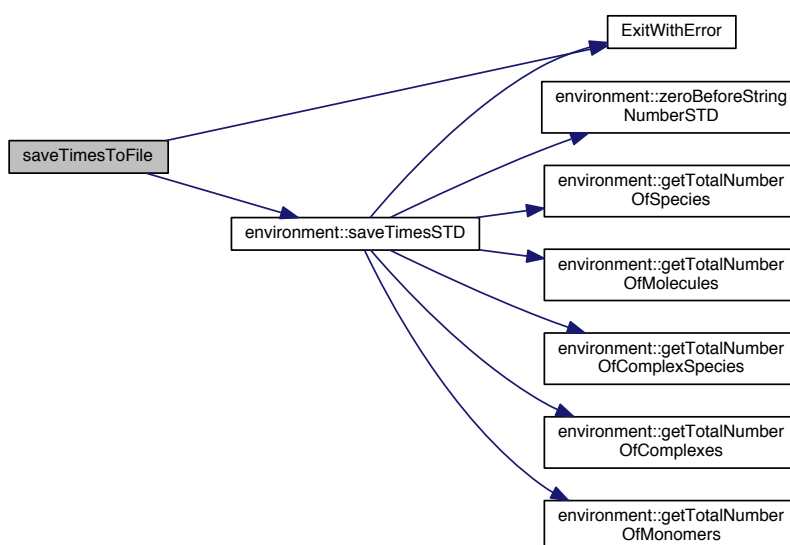 ExitWithError
environment::zeroBeforeString
NumberSTD
saveTimesToFile
environment::getTotalNumber
OfSpecies
environment::saveTimesSTD
environment::getTotalNumber
OfMolecules
environment::getTotalNumber
OfComplexSpecies
environment::getTotalNumber
OfComplexes
environment::getTotalNumber
OfMonomers